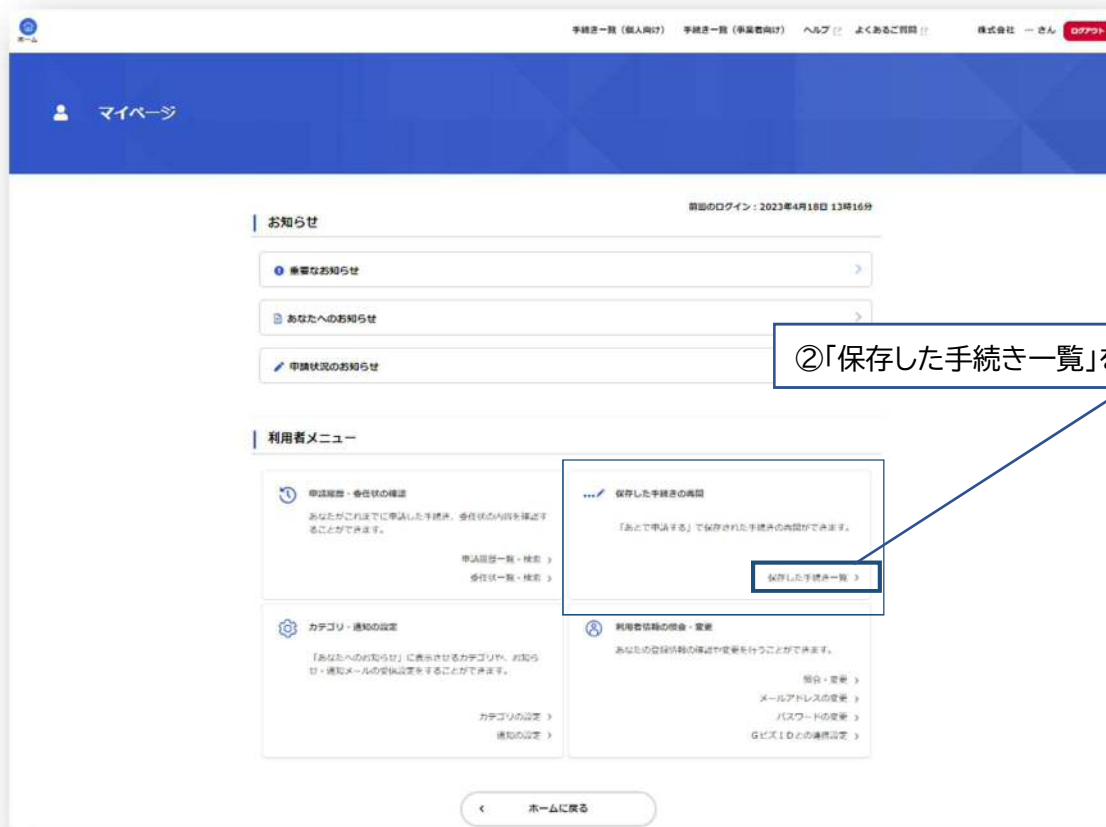 ホーム
手続き一覧（個人向け） 手続き一覧（事業者向け） ヘルプ よくあるご質問 株式会社 … さん ログアウト
マイページ
前回のログイン：2023年4月18日 13時16分
お知らせ
重要なお知らせ
あなたへのお知らせ
申請状況のお知らせ
②「保存した手続き一覧」を
利用者メニュー
申請履歴・委任状の確認
あなたがこれまでに申請した手続き、委任状の内容を確認す
ることができます。
申請履歴一覧・検索
委任状一覧・検索
保存した手続きの再開
「あとで申請する」で保存された手続きの再開ができます。
保存した手続き一覧
カテゴリ・通知の設定
「あなたへのお知らせ」に表示させるカテゴリや、お知ら
せ・通知メールの受信設定をすることができます。
カテゴリの設定
通知の設定
利用者情報の照会・変更
あなたの登録情報の確認や変更を行うことができます。
照会・変更
メールアドレスの変更
パスワードの変更
GビズIDとの連携設定
ホームに戻る